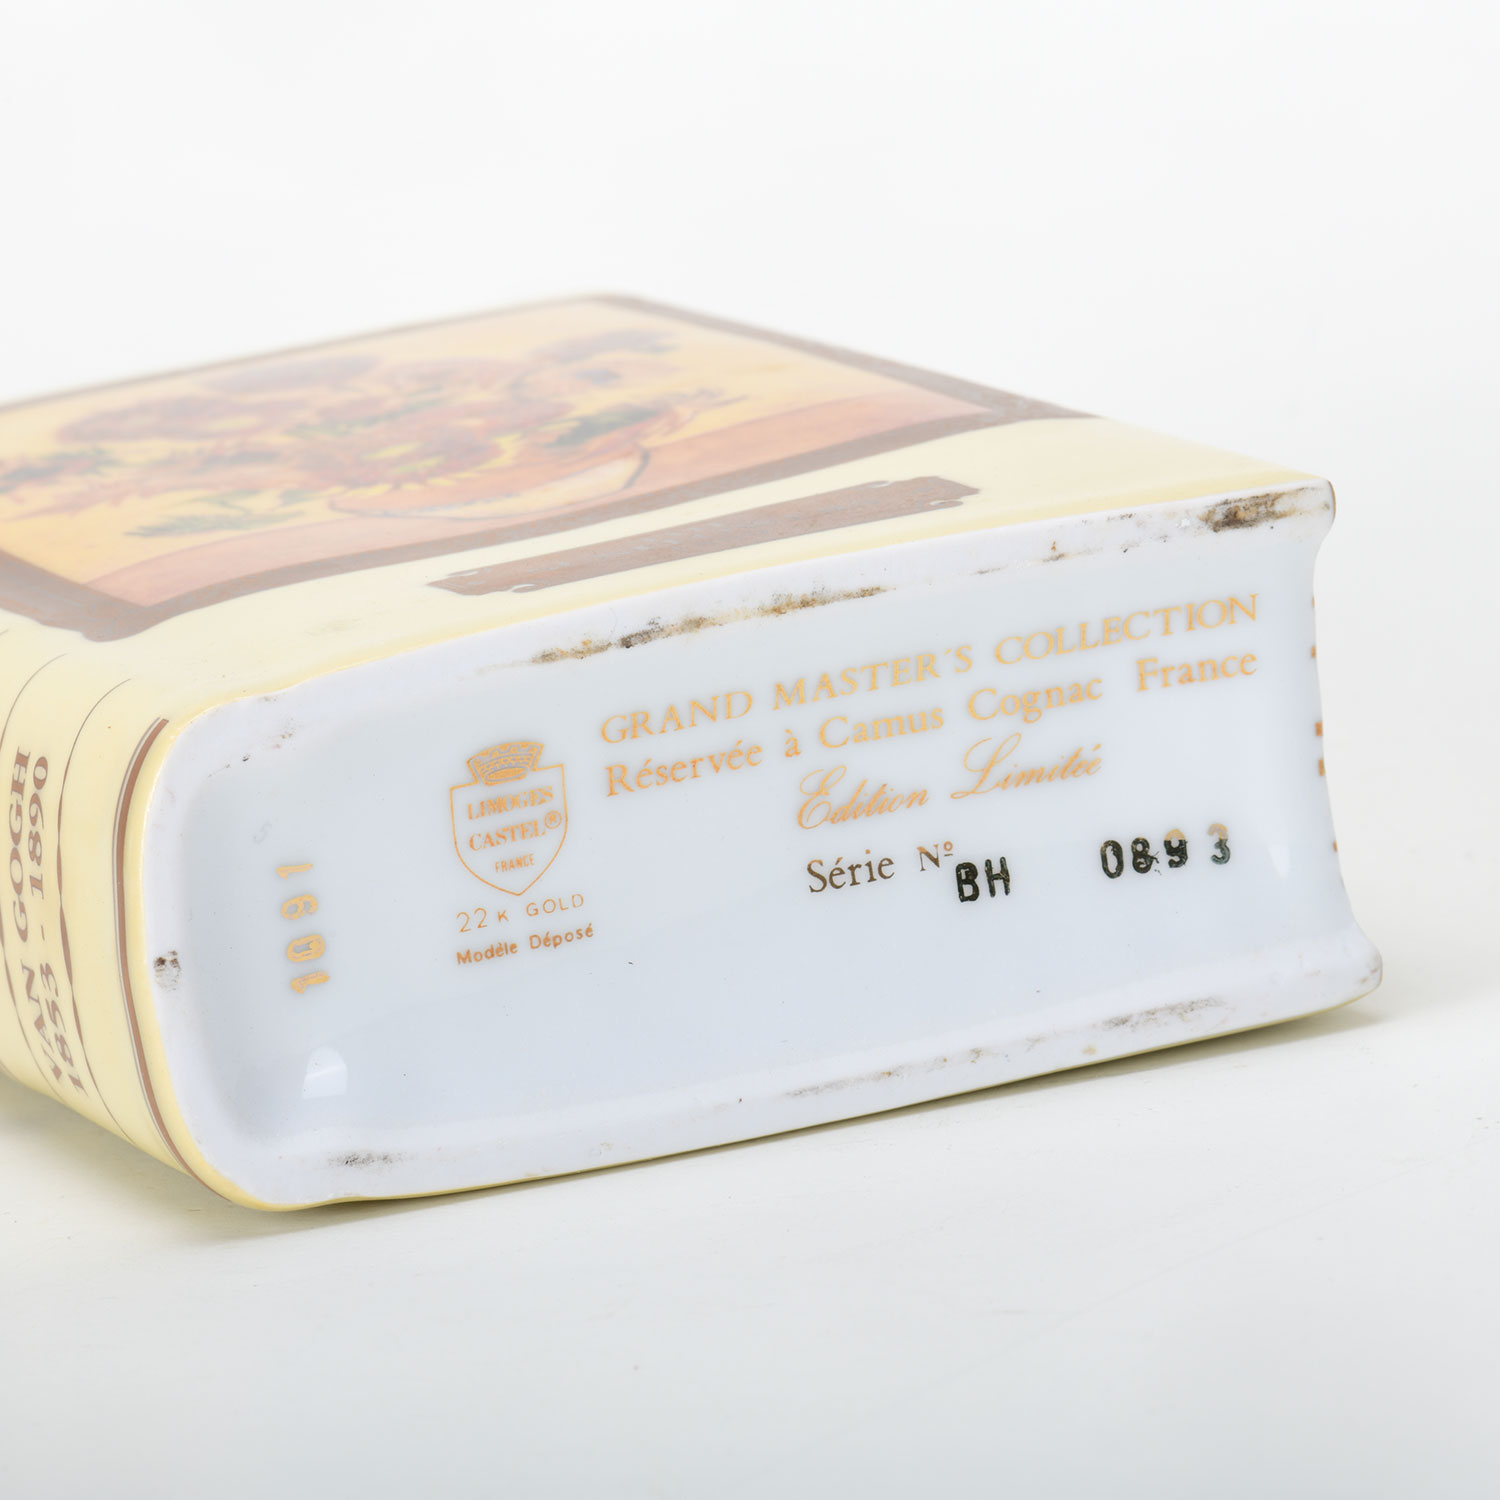 GRAND MASTER'S COLLECTION
Réservée à Camus Cognac France
Edition Limitée
Série Nº BH 0893
LIMOGES
CASTEL®
FRANCE
22 K GOLD
Modèle Déposé
1091
VAN GOGH
1853 - 1890